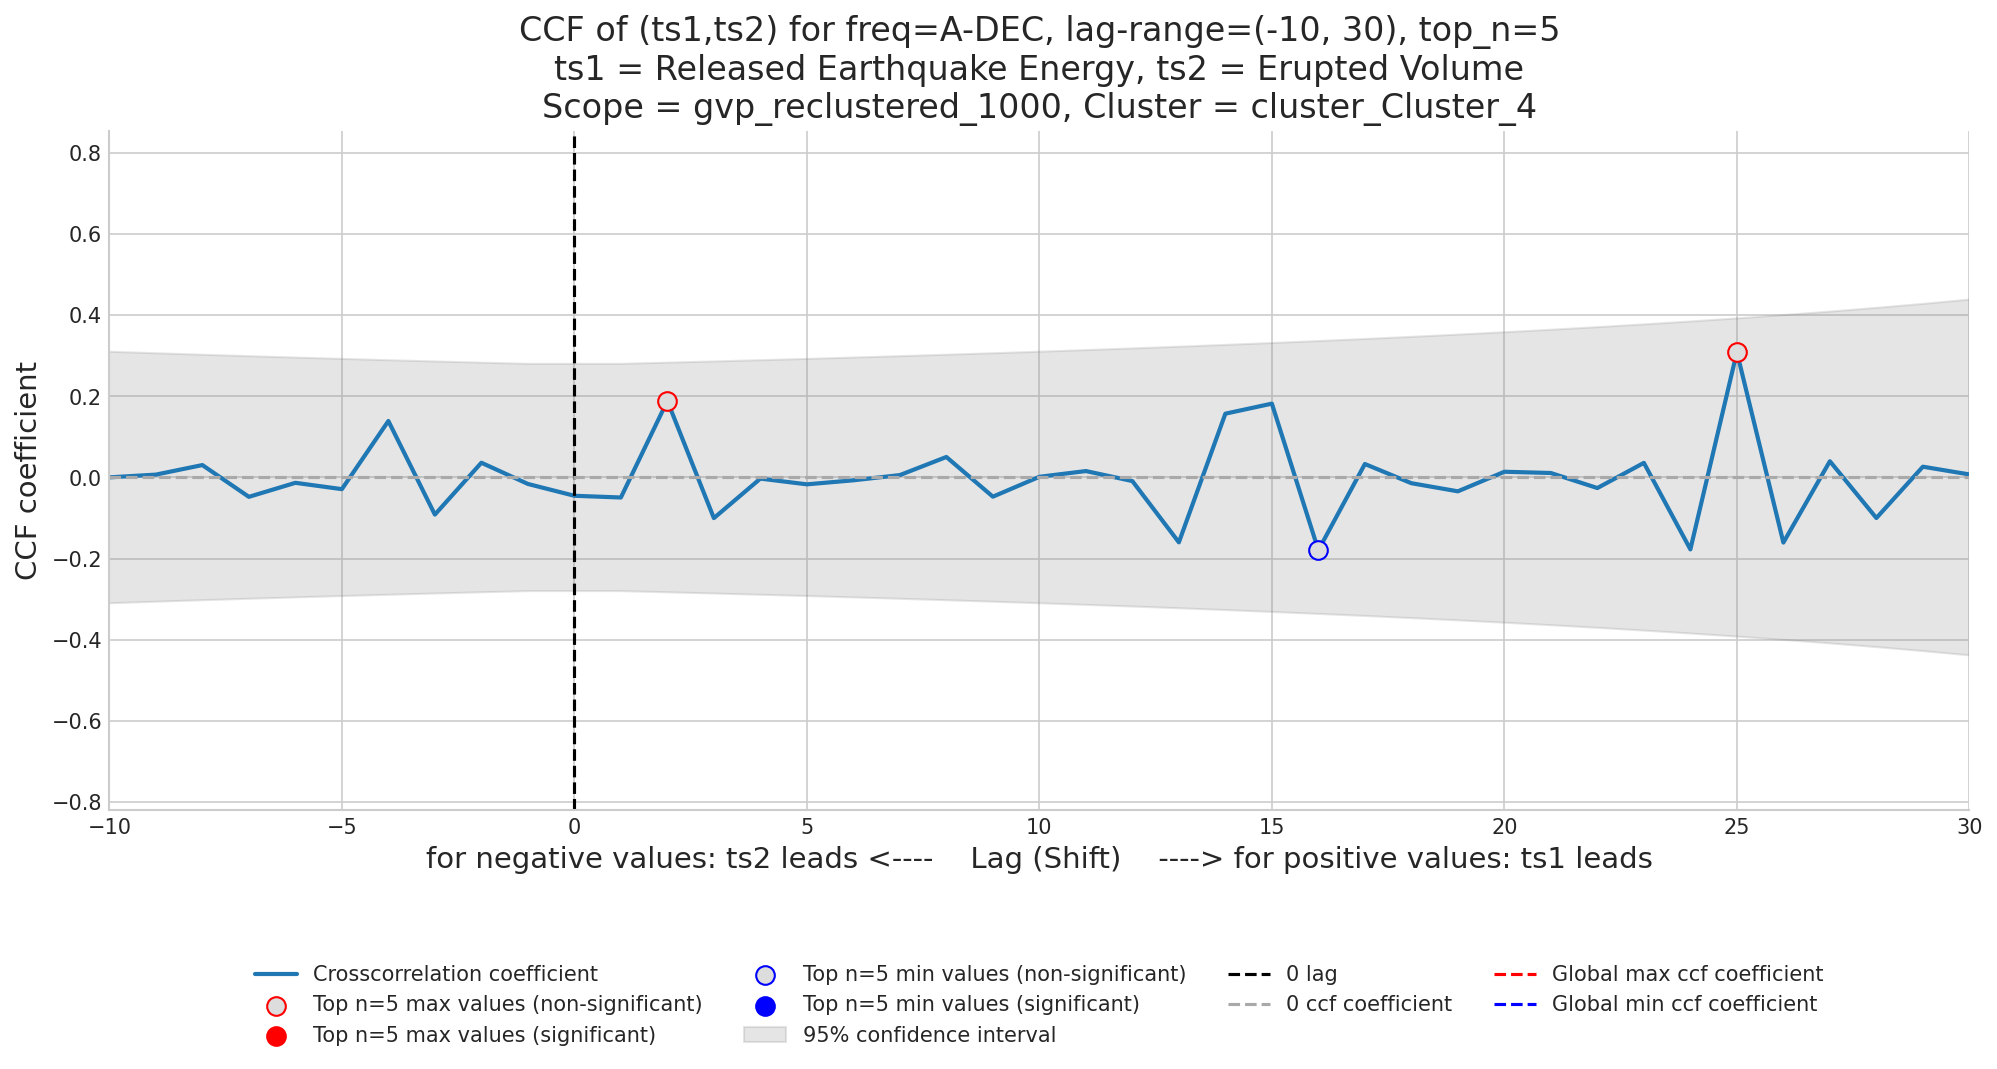 CCF of (ts1,ts2) for freq=A-DEC, lag-range=(-10, 30), top_n=5
ts1 = Released Earthquake Energy, ts2 = Erupted Volume
Scope = gvp_reclustered_1000, Cluster = cluster_Cluster_4
CCF coefficient
0.8
0.6
0.4
0.2
0.0
−0.2
−0.4
−0.6
−0.8
−10 −5 0 5 10 15 20 25 30
for negative values: ts2 leads <---- Lag (Shift) ----> for positive values: ts1 leads
Crosscorrelation coefficient
Top n=5 max values (non-significant)
Top n=5 max values (significant)
Top n=5 min values (non-significant)
Top n=5 min values (significant)
95% confidence interval
0 lag
0 ccf coefficient
Global max ccf coefficient
Global min ccf coefficient